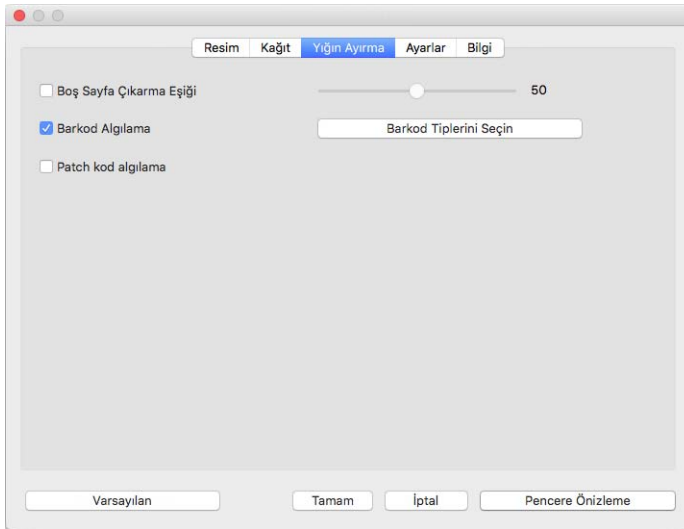 Resim Kağıt Yığın Ayırma Ayarlar Bilgi
Boş Sayfa Çıkarma Eşiği 50
Barkod Algılama Barkod Tiplerini Seçin
Patch kod algılama
Varsayılan Tamam İptal Pencere Önizleme